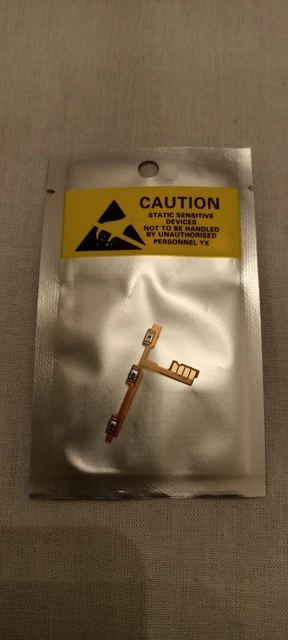 CAUTION
STATIC SENSITIVE
DEVICES
NOT TO BE HANDLED
BY UNAUTHORISED
PERSONNEL YX